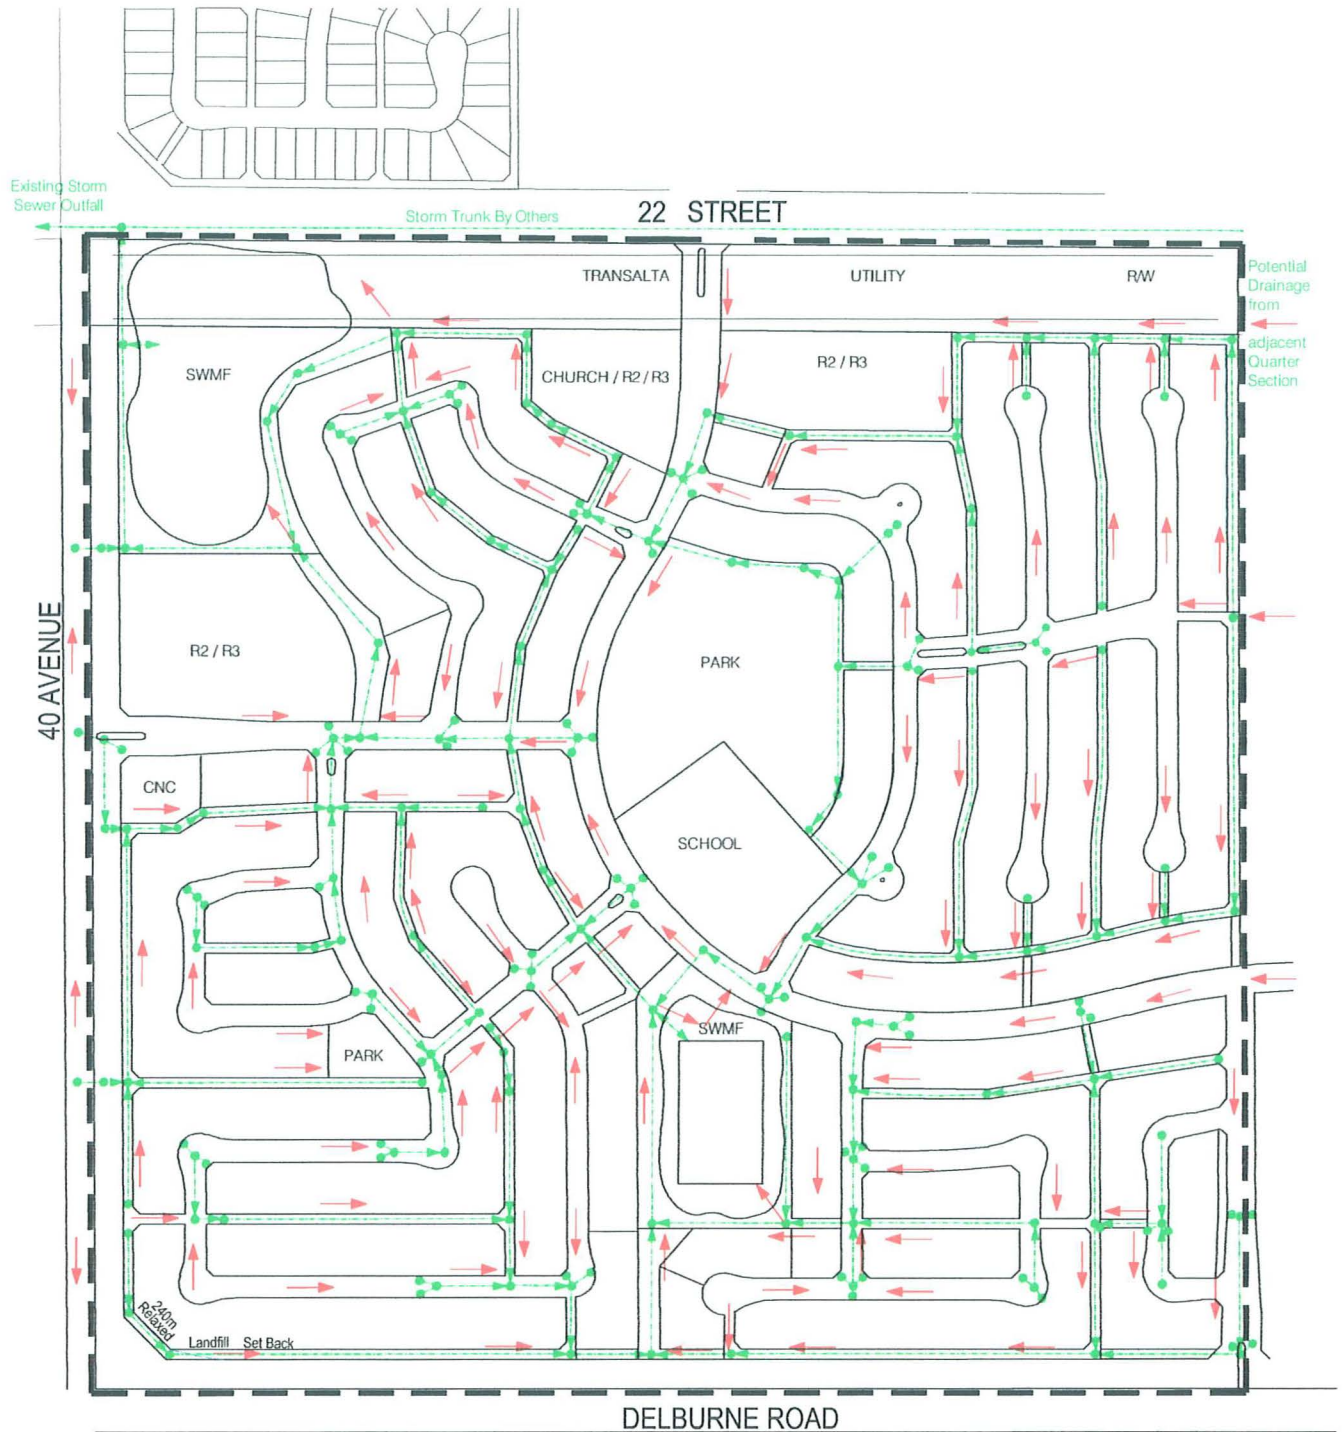 Existing Storm
Sewer Outfall
Storm Trunk By Others
22 STREET
TRANSALTA
UTILITY
R/W
Potential
Drainage
from
adjacent
Quarter
Section
SWMF
CHURCH / R2 / R3
R2 / R3
40 AVENUE
R2 / R3
PARK
CNC
SCHOOL
SWMF
PARK
240m
Relaxed
Landfill Set Back
DELBURNE ROAD